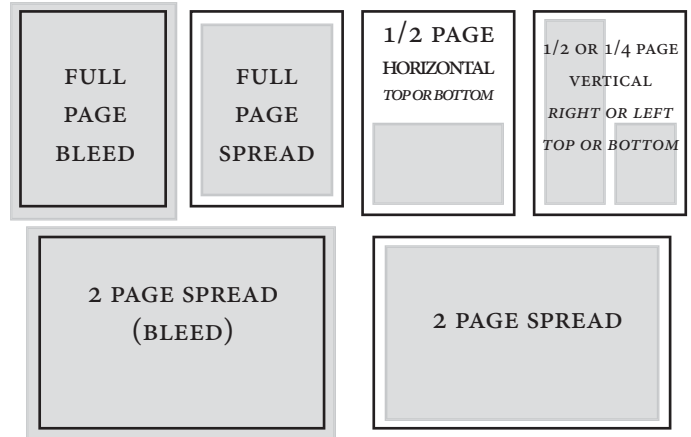 FULL
PAGE
BLEED
FULL
PAGE
SPREAD
1/2 PAGE
HORIZONTAL
TOP OR BOTTOM
1/2 OR 1/4 PAGE
VERTICAL
RIGHT OR LEFT
TOP OR BOTTOM
2 PAGE SPREAD
(BLEED)
2 PAGE SPREAD